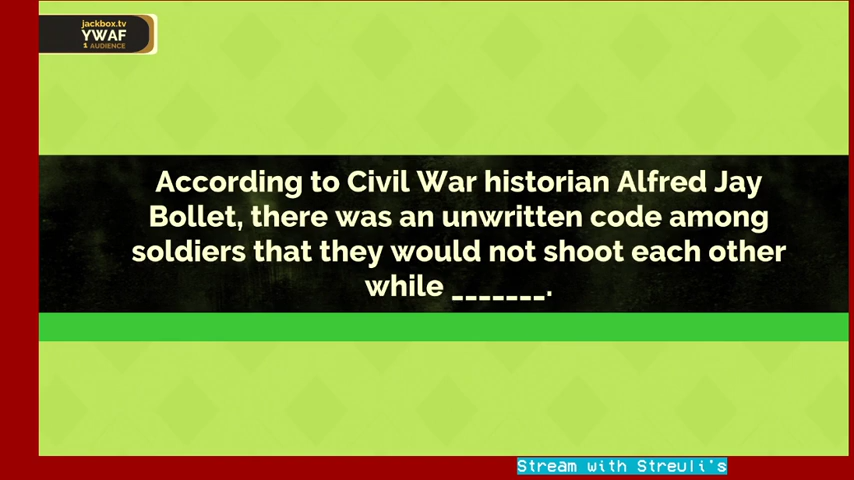 jackbox.tv
YWAF
1 AUDIENCE
According to Civil War historian Alfred Jay
Bollet, there was an unwritten code among
soldiers that they would not shoot each other
while _______.
Stream with Streuli's